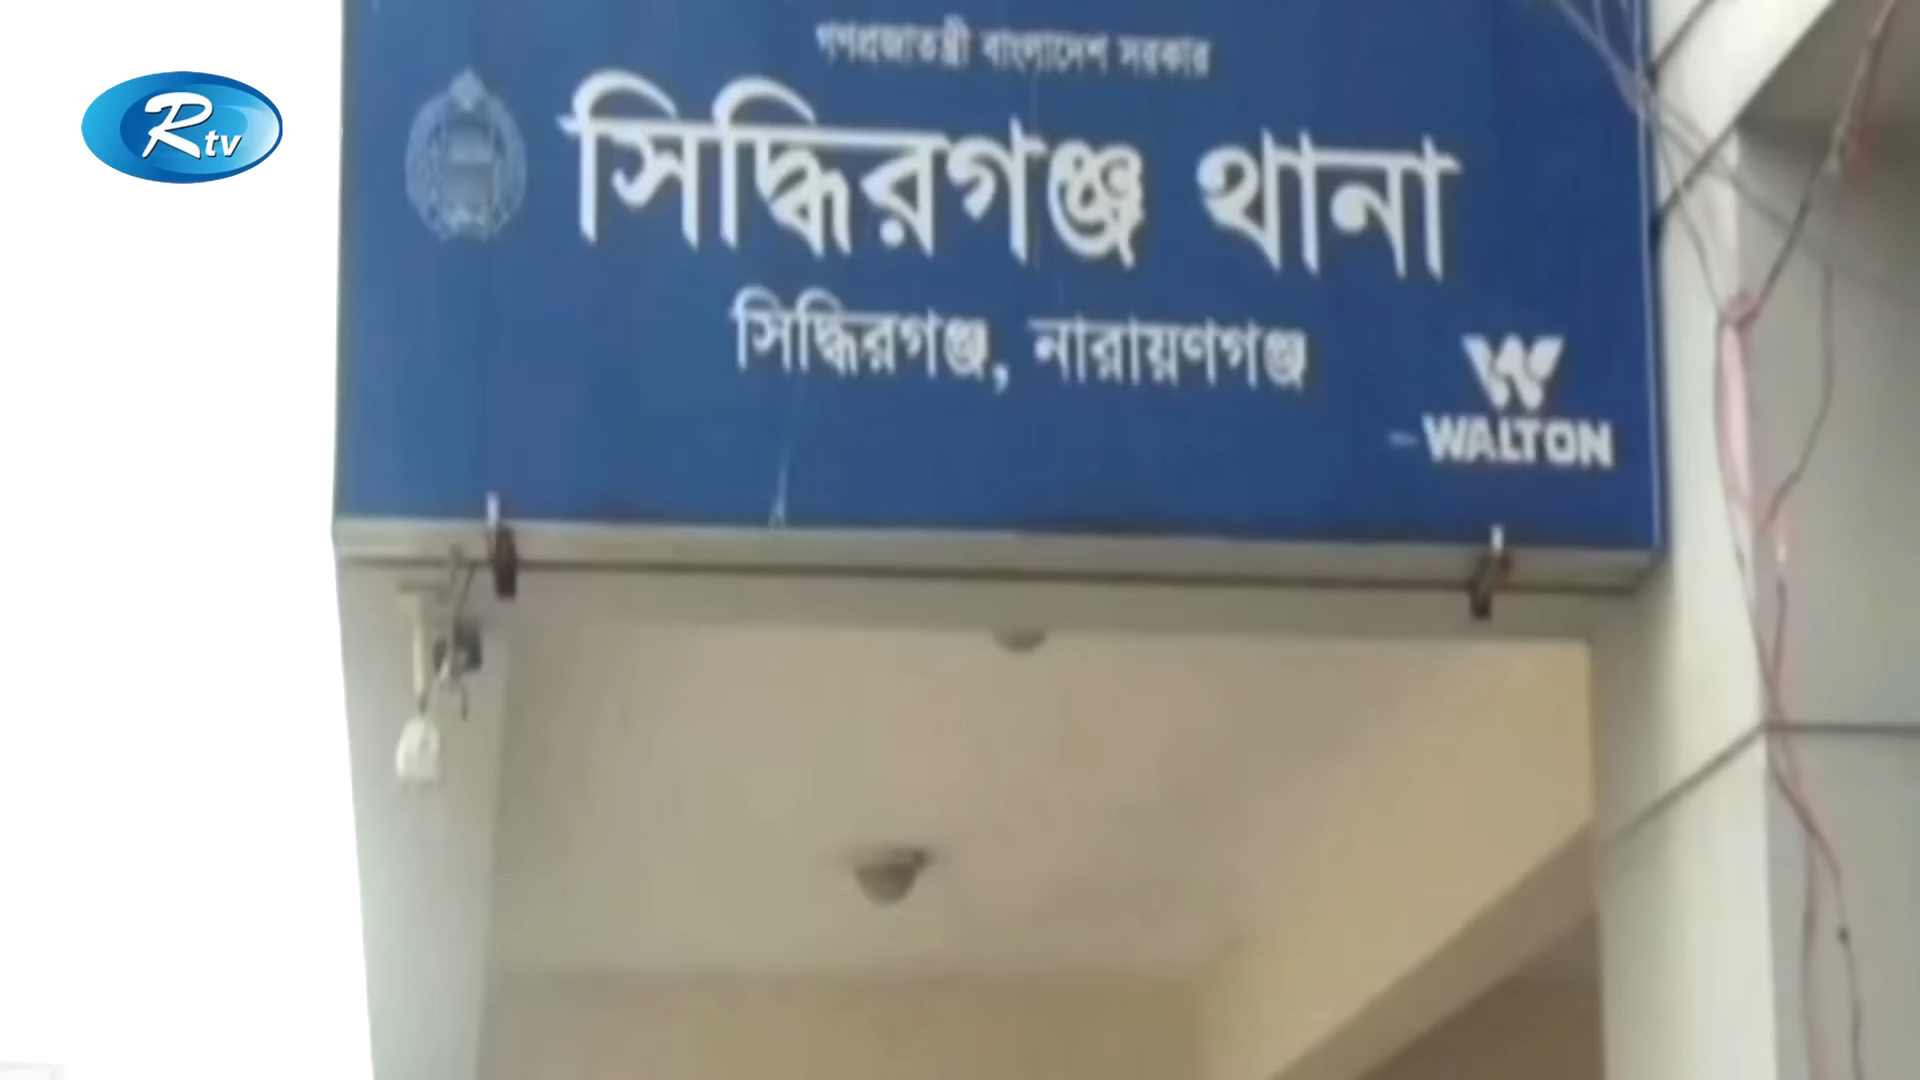 Rtv
গণপ্রজাতন্ত্রী বাংলাদেশ সরকার
সিদ্ধিরগঞ্জ থানা
সিদ্ধিরগঞ্জ, নারায়ণগঞ্জ
WALTON